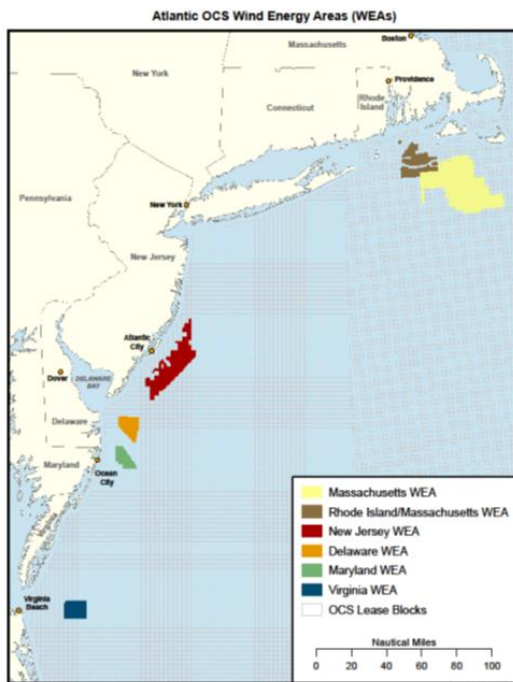 Atlantic OCS Wind Energy Areas (WEAs)
Boston
Massachusetts
New York
Providence
Connecticut
Rhode
Island
Pennsylvania
New York
New Jersey
Atlantic
City
Dover
DELAWARE
BAY
Delaware
Maryland
Ocean
City
Virginia
Virginia
Beach
Massachusetts WEA
Rhode Island/Massachusetts WEA
New Jersey WEA
Delaware WEA
Maryland WEA
Virginia WEA
OCS Lease Blocks
Nautical Miles
0 20 40 60 80 100